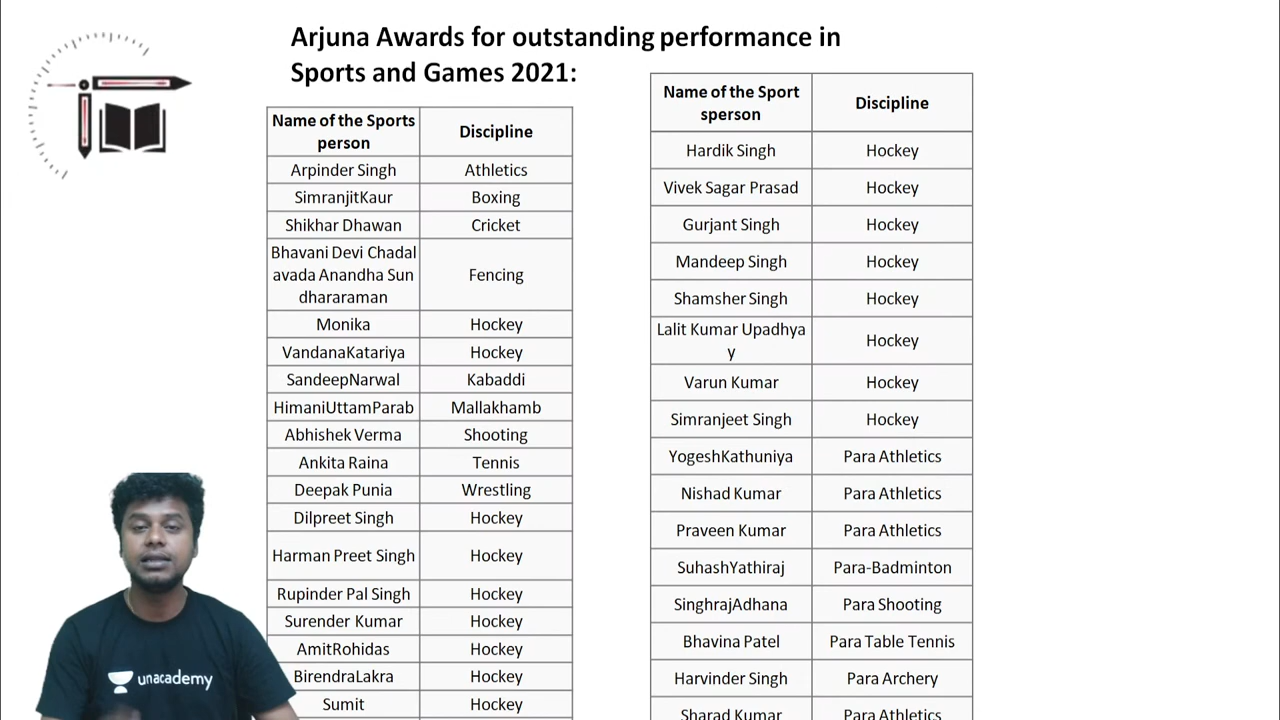 Arjuna Awards for outstanding performance in
Sports and Games 2021:
Name of the Sports
person
Discipline
Arpinder Singh Athletics
SimranjitKaur Boxing
Shikhar Dhawan Cricket
Bhavani Devi Chadal
avada Anandha Sun
dhararaman
Fencing
Monika Hockey
VandanaKatariya Hockey
SandeepNarwal Kabaddi
HimaniUttamParab Mallakhamb
Abhishek Verma Shooting
Ankita Raina Tennis
Deepak Punia Wrestling
Dilpreet Singh Hockey
Harman Preet Singh Hockey
Rupinder Pal Singh Hockey
Surender Kumar Hockey
AmitRohidas Hockey
BirendraLakra Hockey
Sumit Hockey
Name of the Sport
sperson
Discipline
Hardik Singh Hockey
Vivek Sagar Prasad Hockey
Gurjant Singh Hockey
Mandeep Singh Hockey
Shamsher Singh Hockey
Lalit Kumar Upadhya
y
Hockey
Varun Kumar Hockey
Simranjeet Singh Hockey
YogeshKathuniya Para Athletics
Nishad Kumar Para Athletics
Praveen Kumar Para Athletics
SuhashYathiraj Para-Badminton
SinghrajAdhana Para Shooting
Bhavina Patel Para Table Tennis
Harvinder Singh Para Archery
Sharad Kumar Para Athletics
unacademy